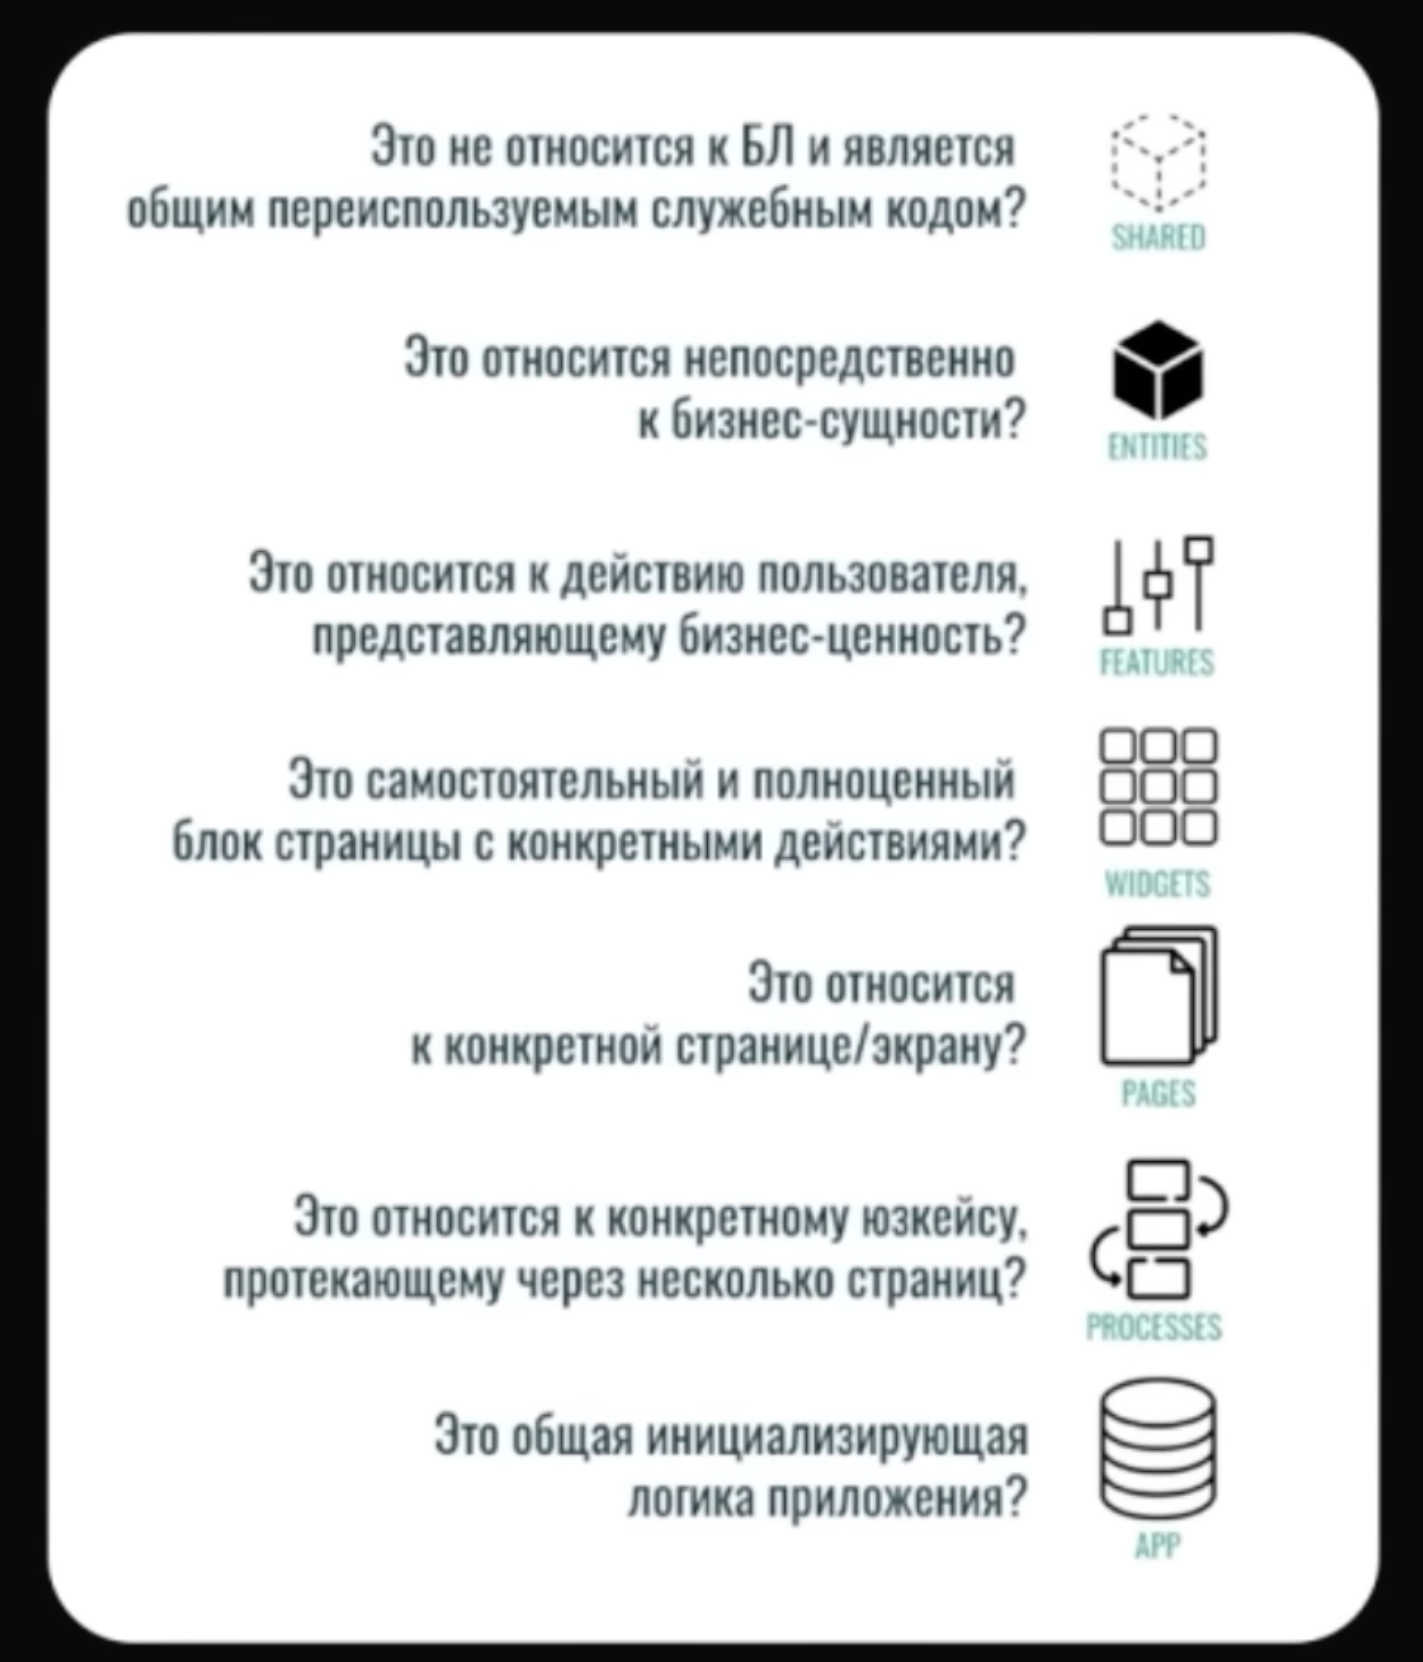 Это не относится к БЛ и является
общим переиспользуемым служебным кодом?
SHARED
Это относится непосредственно
к бизнес-сущности?
ENTITIES
Это относится к действию пользователя,
представляющему бизнес-ценность?
FEATURES
Это самостоятельный и полноценный
блок страницы с конкретными действиями?
WIDGETS
Это относится
к конкретной странице/экрану?
PAGES
Это относится к конкретному юзкейсу,
протекающему через несколько страниц?
PROCESSES
Это общая инициализирующая
логика приложения?
APP